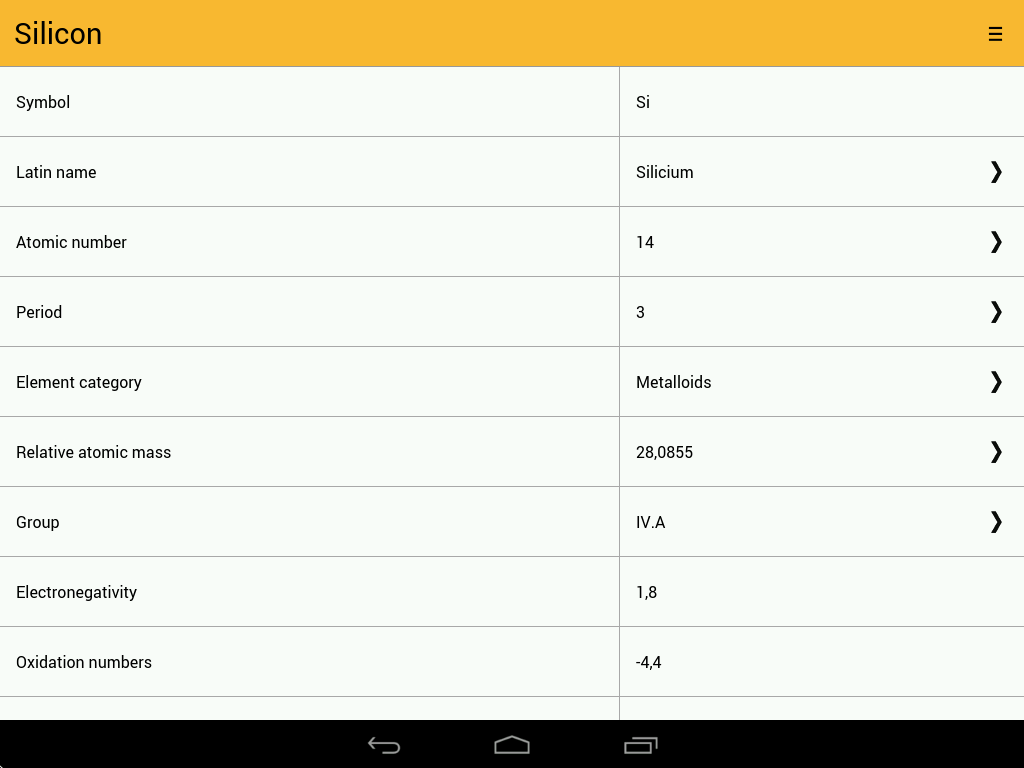 Silicon
Symbol Si
Latin name Silicium
Atomic number 14
Period 3
Element category Metalloids
Relative atomic mass 28,0855
Group IV.A
Electronegativity 1,8
Oxidation numbers -4,4